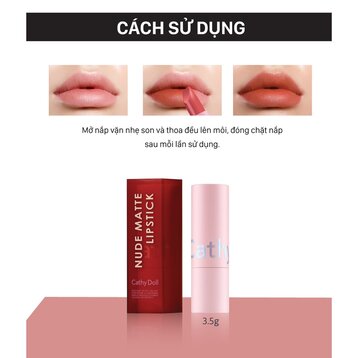 CÁCH SỬ DỤNG
Mở nắp vặn nhẹ son và thoa đều lên môi, đóng chặt nắp
sau mỗi lần sử dụng.
NUDE MATTE
LIPSTICK
Cathy Doll
Cathy
3.5g